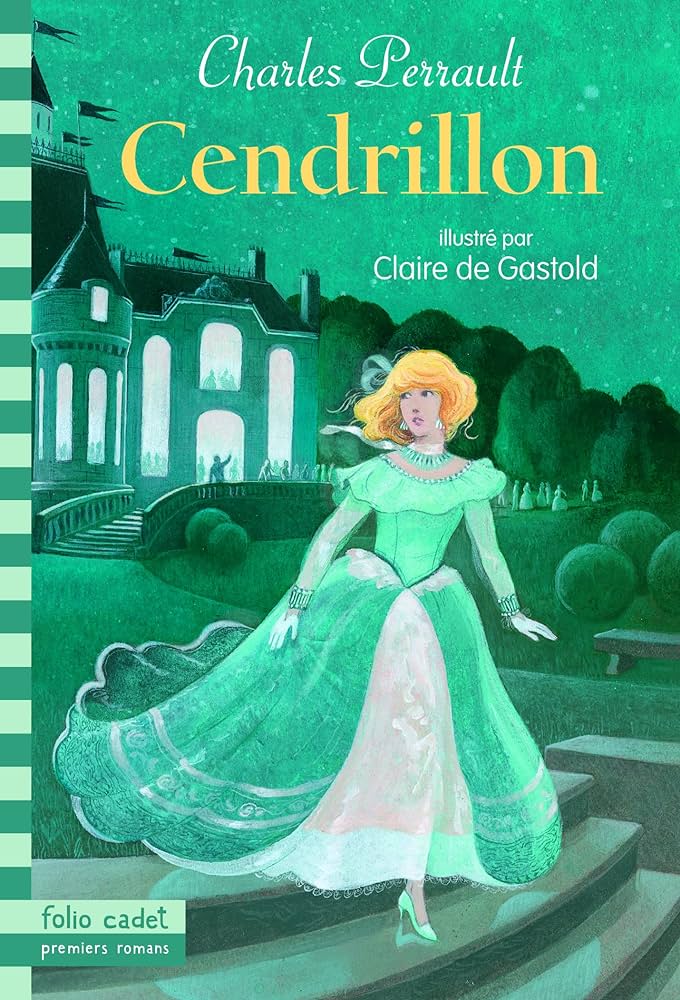 Charles Perrault
Cendrillon
illustré par
Claire de Gastold
folio cadet
premiers romans